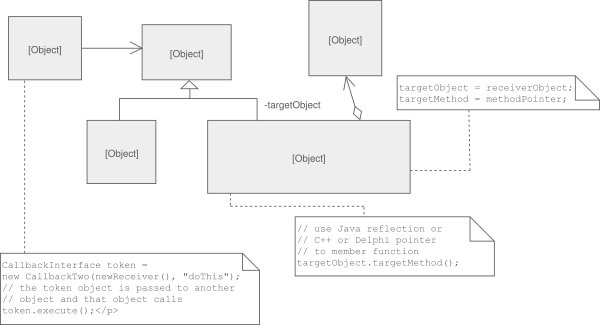 [Object]
[Object]
[Object]
-targetObject
[Object]
[Object]
targetObject = receiverObject;
targetMethod = methodPointer;
// use Java reflection or
// C++ or Delphi pointer
// to member function
targetObject.targetMethod();
CallbackInterface token =
new CallbackTwo(newReceiver(), "doThis");
// the token object is passed to another
// object and that object calls
token.execute();</p>